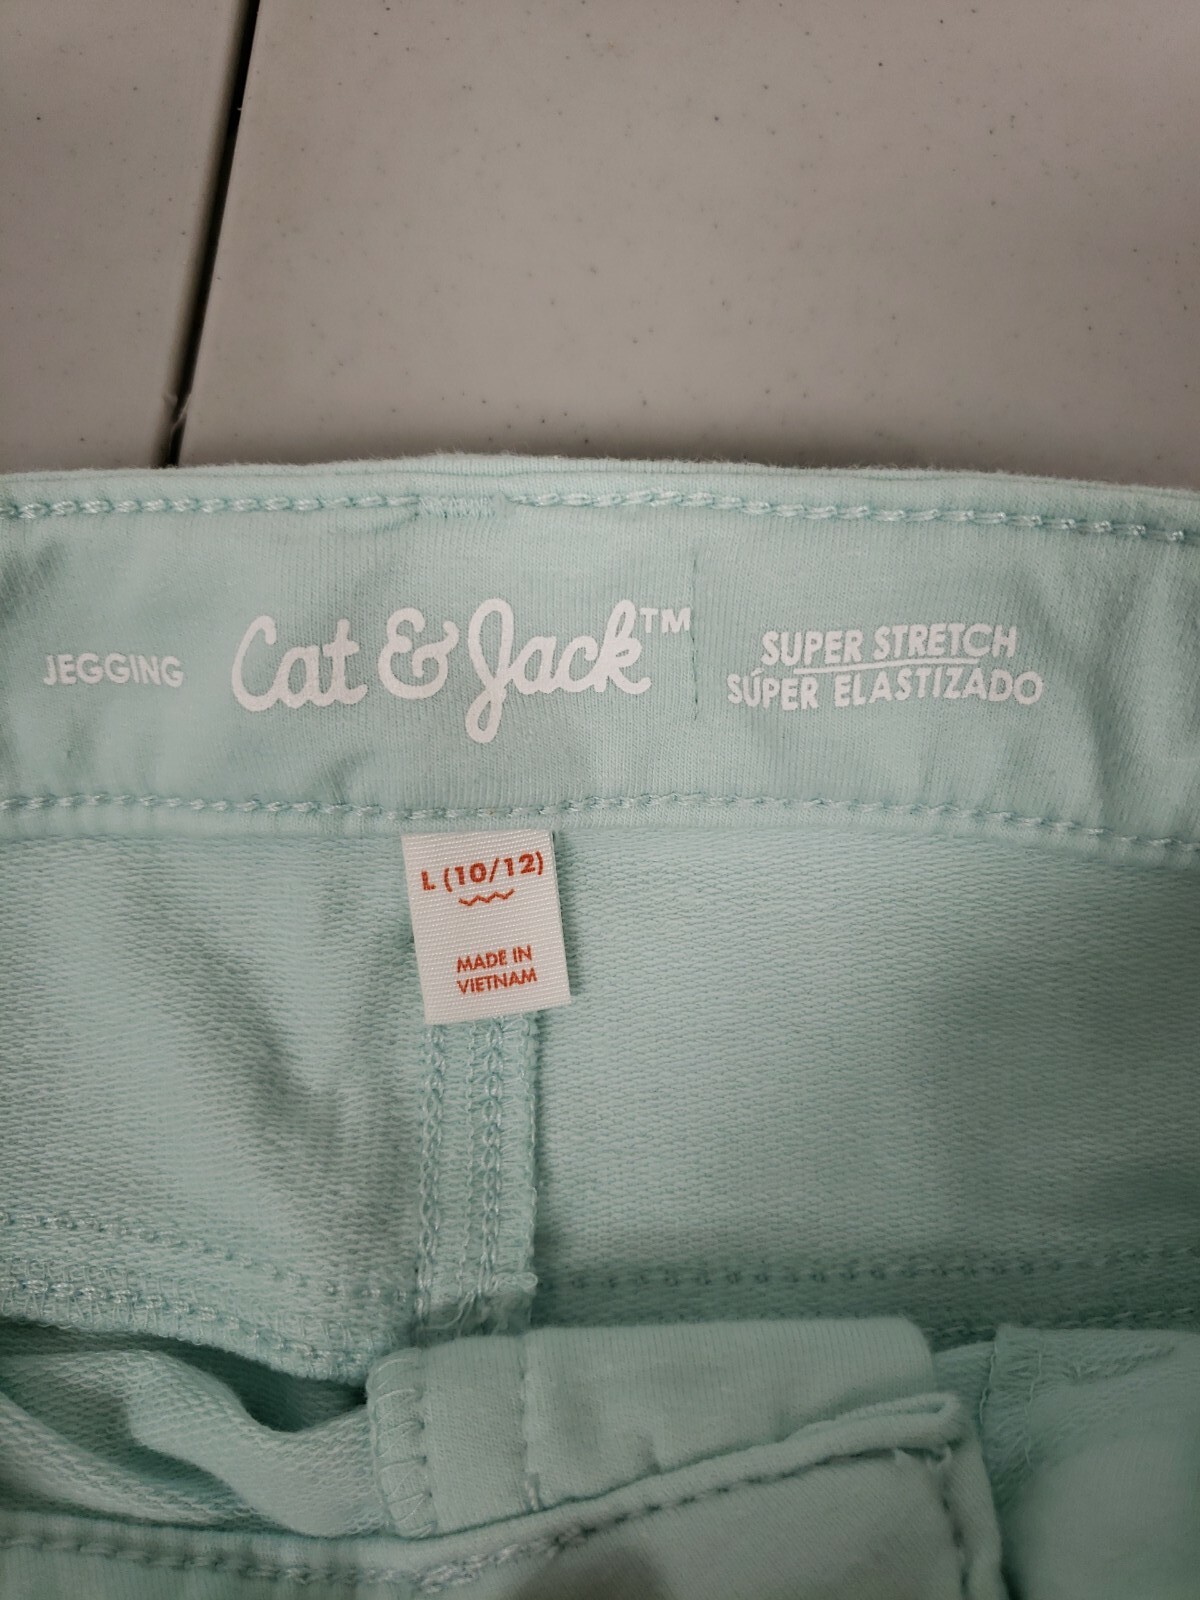 JEGGING
Cat & Jack™
SUPER STRETCH
SÚPER ELASTIZADO
L (10/12)
MADE IN
VIETNAM